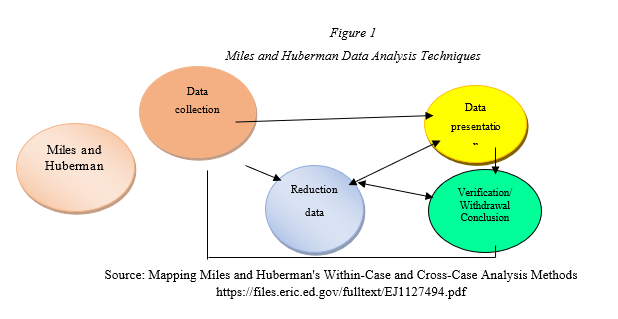 Figure 1
Miles and Huberman Data Analysis Techniques
Data
collection
Data
presentatio
n
Miles and
Huberman
Reduction
data
Verification/
Withdrawal
Conclusion
Source: Mapping Miles and Huberman's Within-Case and Cross-Case Analysis Methods
https://files.eric.ed.gov/fulltext/EJ1127494.pdf